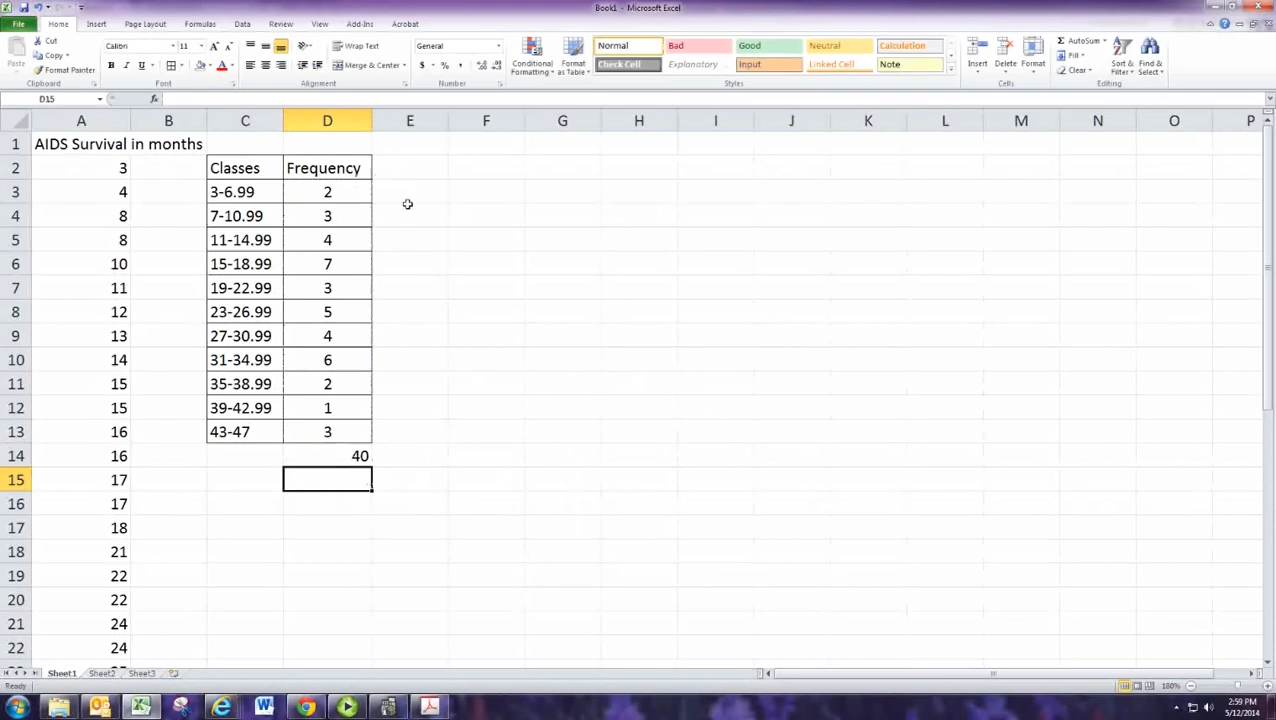 Book1 - Microsoft Excel
File Home Insert Page Layout Formulas Data Review View Add-Ins Acrobat
Cut
Copy
Format Painter
Paste
Clipboard
Calibri 11
B I U
Font
Wrap Text
Merge & Center
Alignment
General
$ % ,
Number
Conditional Formatting
Format as Table
Normal Bad Good Neutral Calculation
Check Cell Explanatory ... Input Linked Cell Note
Styles
Insert Delete Format
Cells
AutoSum
Fill
Clear
Sort & Filter
Find & Select
Editing
D15 fx
A B C D E F G H I J K L M N O P
1 AIDS Survival in months
2 3 Classes Frequency
3 4 3-6.99 2
4 8 7-10.99 3
5 8 11-14.99 4
6 10 15-18.99 7
7 11 19-22.99 3
8 12 23-26.99 5
9 13 27-30.99 4
10 14 31-34.99 6
11 15 35-38.99 2
12 15 39-42.99 1
13 16 43-47 3
14 16 40
15 17
16 17
17 18
18 21
19 22
20 22
21 24
22 24
Sheet1 Sheet2 Sheet3
Ready 180%
2:59 PM
5/12/2014